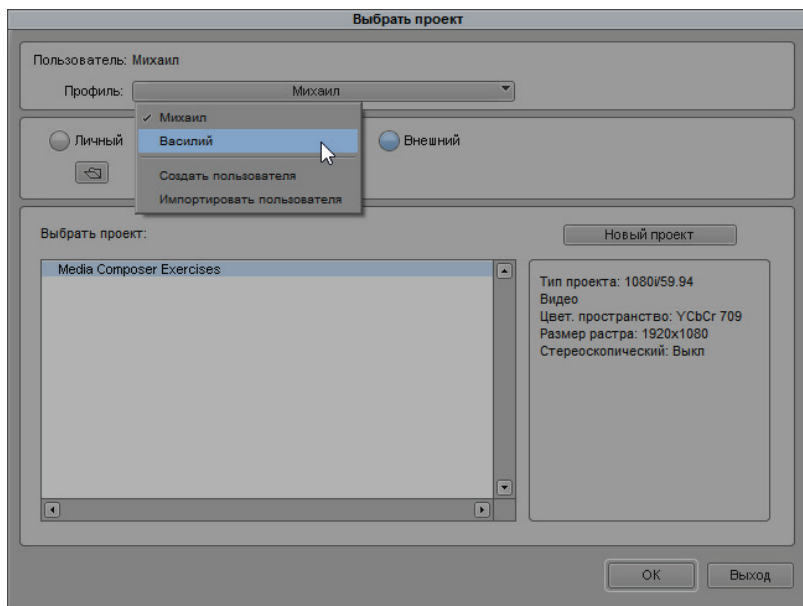 Выбрать проект
Пользователь: Михаил
Профиль: Михаил
✓ Михаил
Василий
Создать пользователя
Импортировать пользователя
Личный
Внешний
Выбрать проект:
Новый проект
Media Composer Exercises
Тип проекта: 1080i/59.94
Видео
Цвет. пространство: YCbCr 709
Размер растра: 1920x1080
Стереоскопический: Выкл
OK
Выход